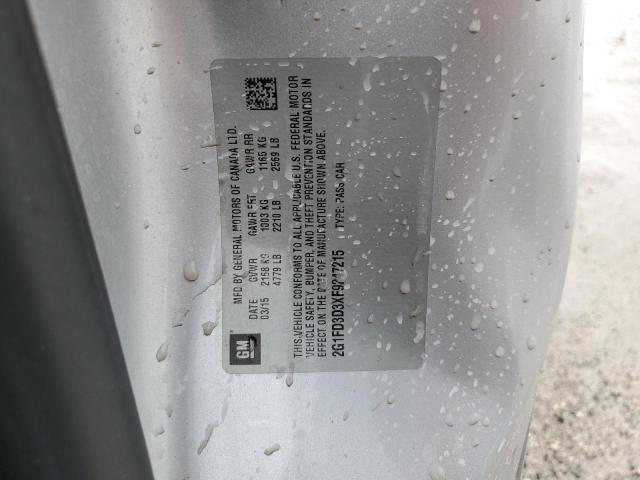 GM
MFD BY GENERAL MOTORS OF CANADA LTD.
DATE GVWR GAWR FRT GAWR RR
03/15 2168 KG 1003 KG 1165 KG
4779 LB 2210 LB 2569 LB
THIS VEHICLE CONFORMS TO ALL APPLICABLE U.S. FEDERAL MOTOR
VEHICLE SAFETY, BUMPER, AND THEFT PREVENTION STANDARDS IN
EFFECT ON THE DATE OF MANUFACTURE SHOWN ABOVE.
TYPE: PASS CAR